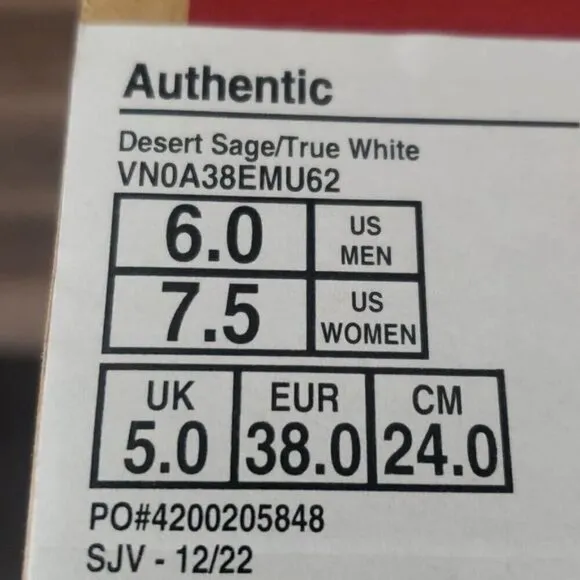 Authentic
Desert Sage/True White
VN0A38EMU62
6.0 US MEN
7.5 US WOMEN
UK EUR CM
5.0 38.0 24.0
PO#4200205848
SJV - 12/22